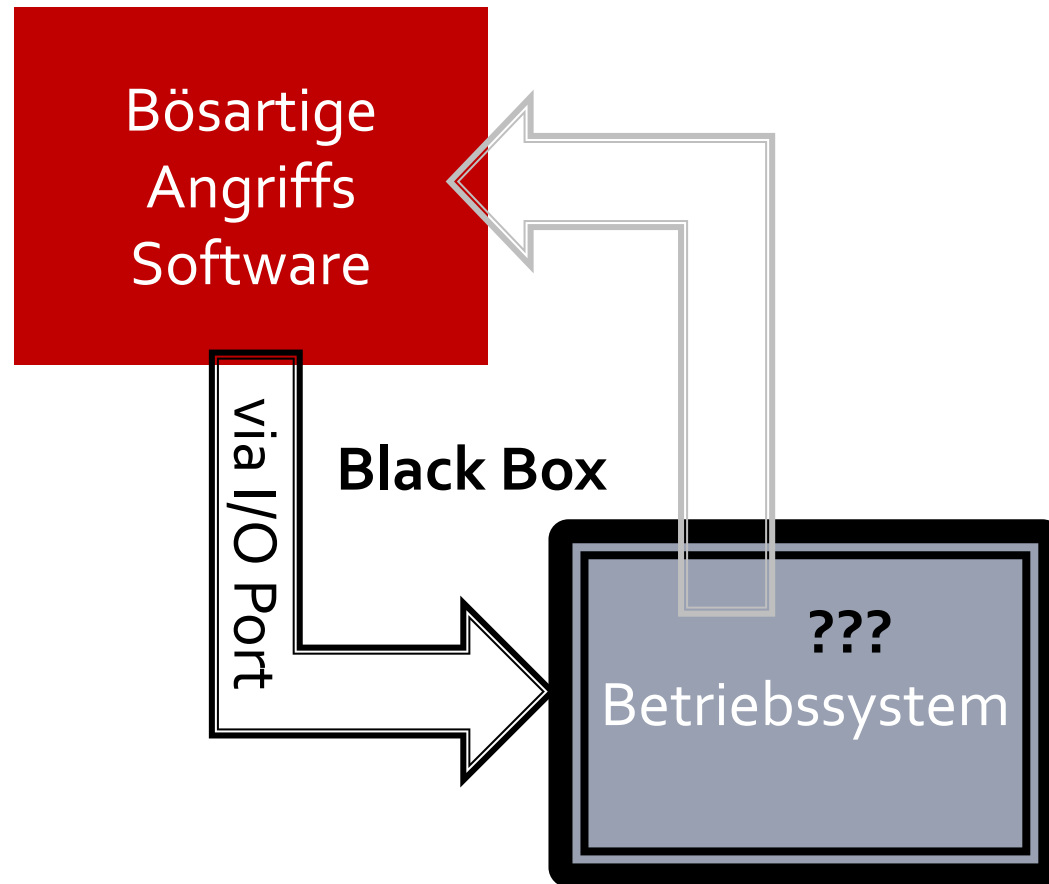 Bösartige
Angriffs
Software
via I/O Port
Black Box
???
Betriebssystem